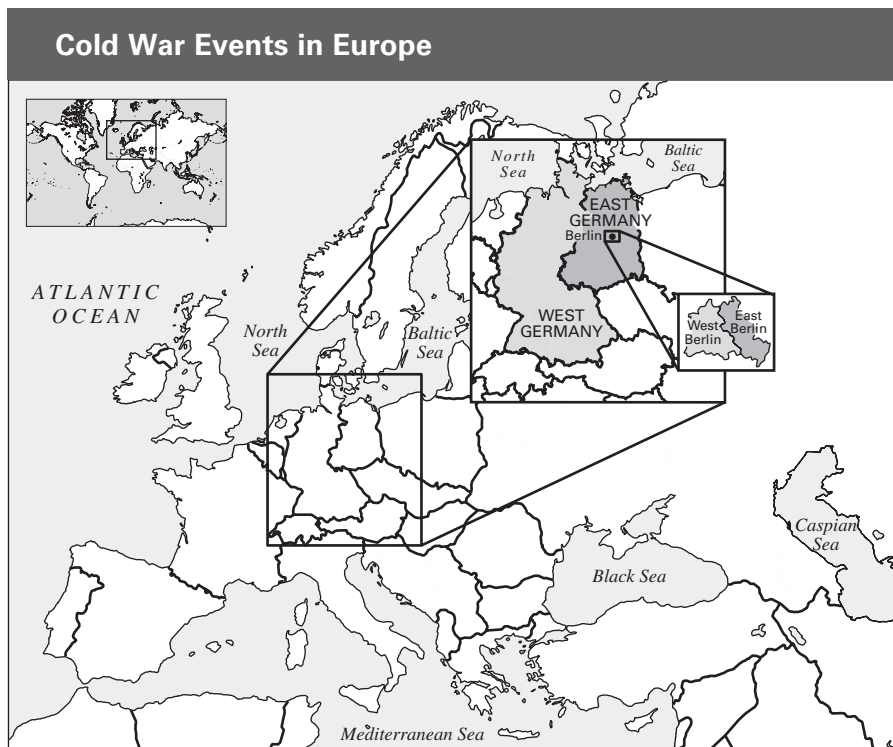 Cold War Events in Europe
North
Sea
Baltic
Sea
EAST
GERMANY
Berlin
ATLANTIC
OCEAN
North
Sea
Baltic
Sea
WEST
GERMANY
West
Berlin
East
Berlin
Caspian
Sea
Black Sea
Mediterranean Sea